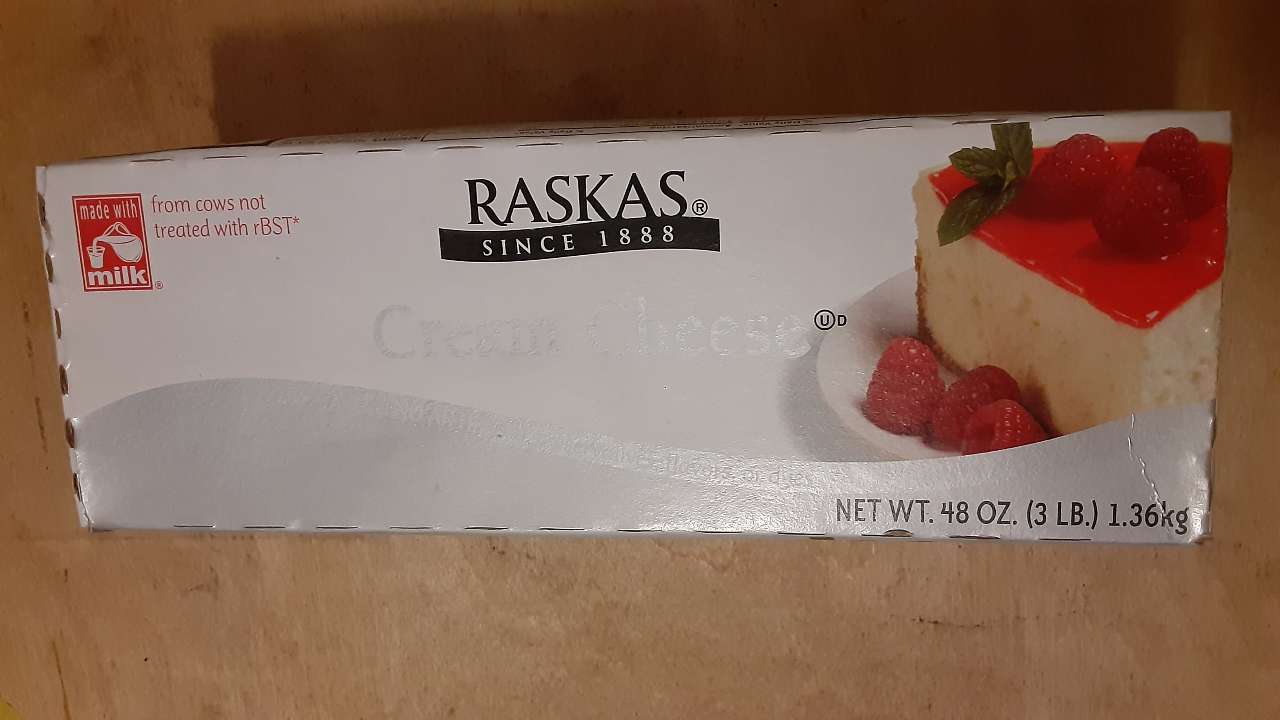 made with
milk®
from cows not
treated with rBST*
RASKAS®
SINCE 1888
Cream Cheese
U D
NET WT. 48 OZ. (3 LB.) 1.36kg